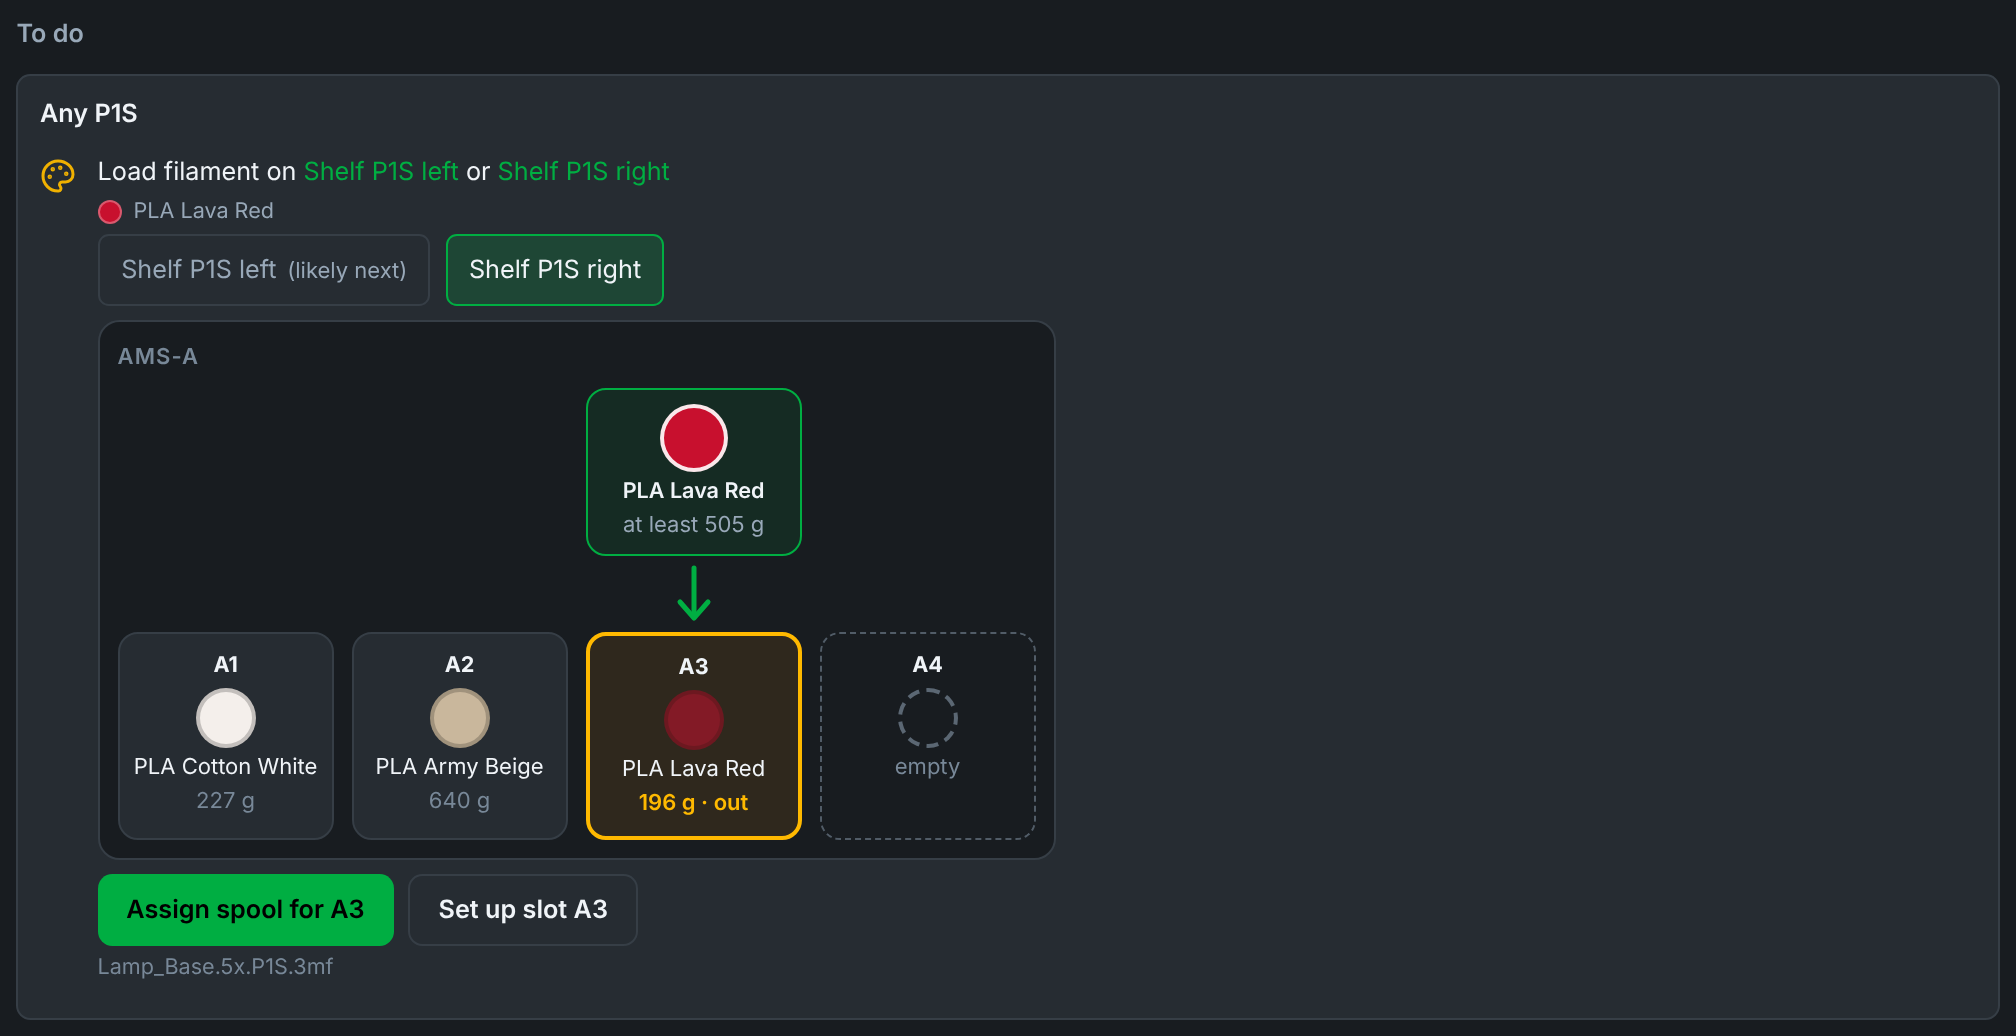 To do
Any P1S
Load filament on Shelf P1S left or Shelf P1S right
PLA Lava Red
Shelf P1S left (likely next)
Shelf P1S right
AMS-A
PLA Lava Red
at least 505 g
A1
PLA Cotton White
227 g
A2
PLA Army Beige
640 g
A3
PLA Lava Red
196 g · out
A4
empty
Assign spool for A3
Set up slot A3
Lamp_Base.5x.P1S.3mf